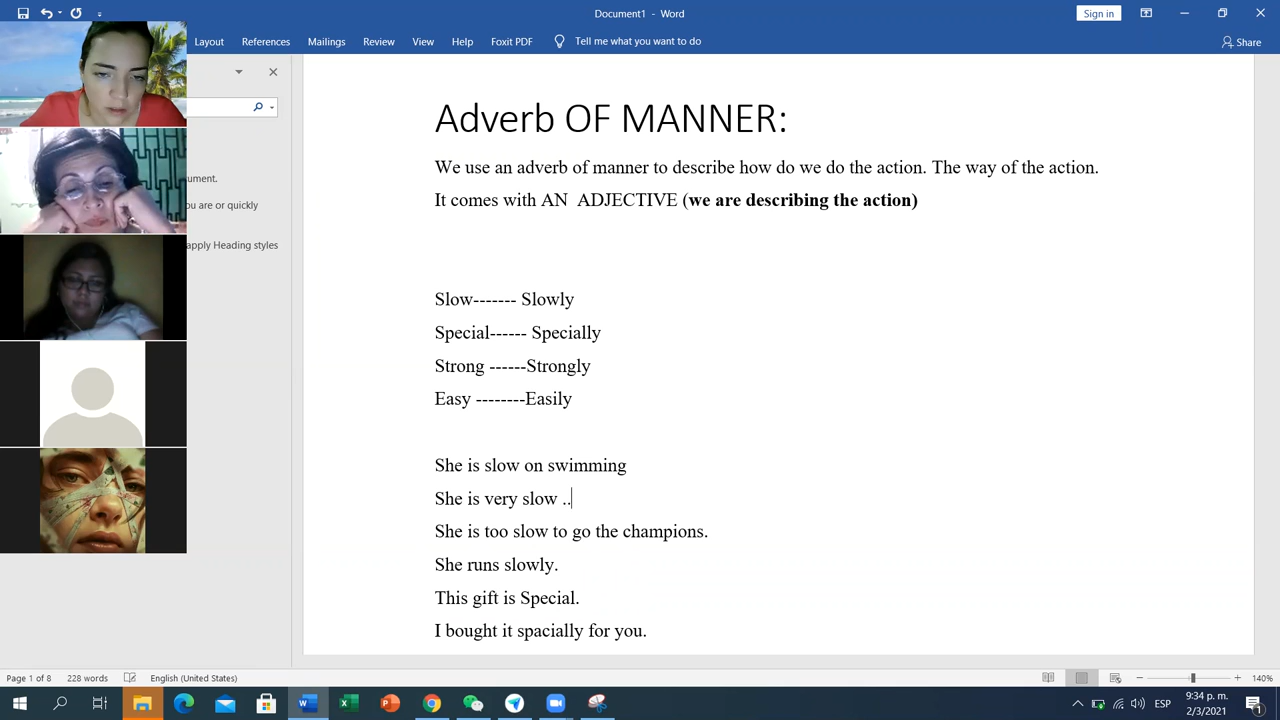 Document1 - Word
Sign in
Layout References Mailings Review View Help Foxit PDF Tell me what you want to do
Share
Adverb OF MANNER:
We use an adverb of manner to describe how do we do the action. The way of the action.
It comes with AN ADJECTIVE (we are describing the action)
ument.
ou are or quickly
apply Heading styles
Slow------- Slowly
Special------ Specially
Strong ------Strongly
Easy --------Easily
She is slow on swimming
She is very slow ..
She is too slow to go the champions.
She runs slowly.
This gift is Special.
I bought it spacially for you.
Page 1 of 8 228 words English (United States)
140%
ESP
9:34 p. m.
2/3/2021
1